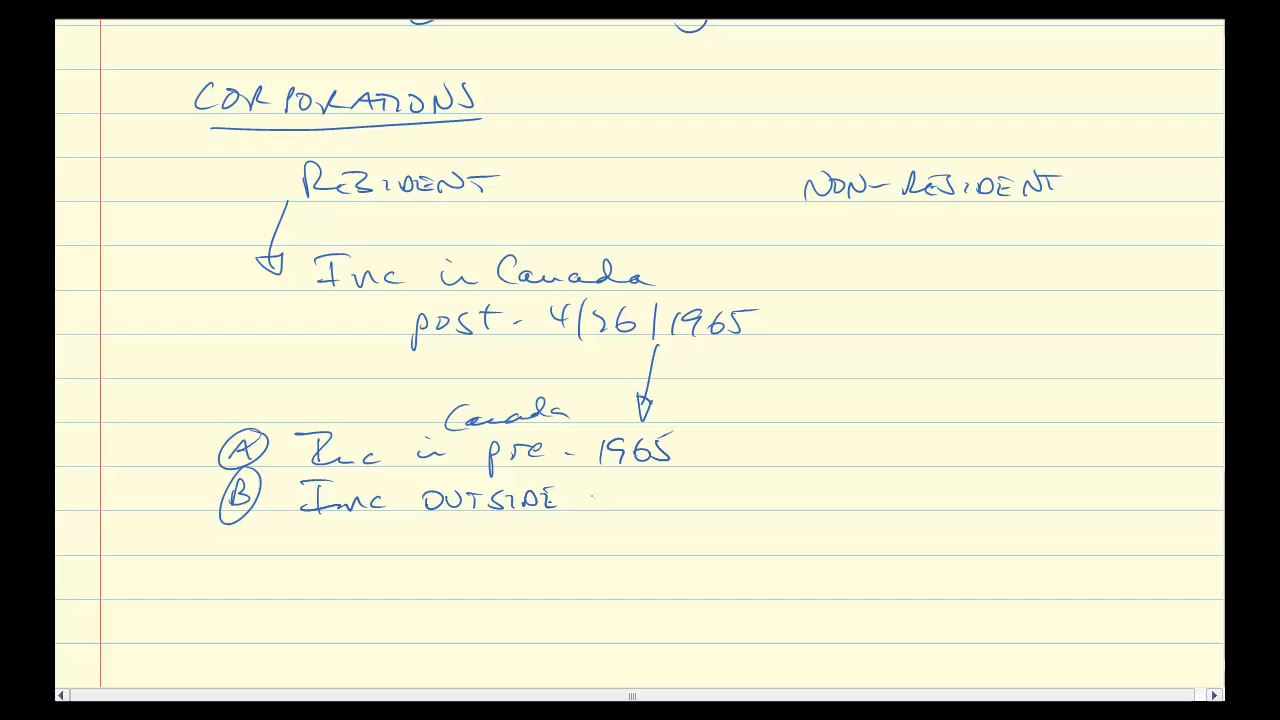 CORPORATIONS
RESIDENT NON-RESIDENT
Inc in Canada
post - 4/26/1965
Canada
A Inc in pre - 1965
B Inc OUTSIDE